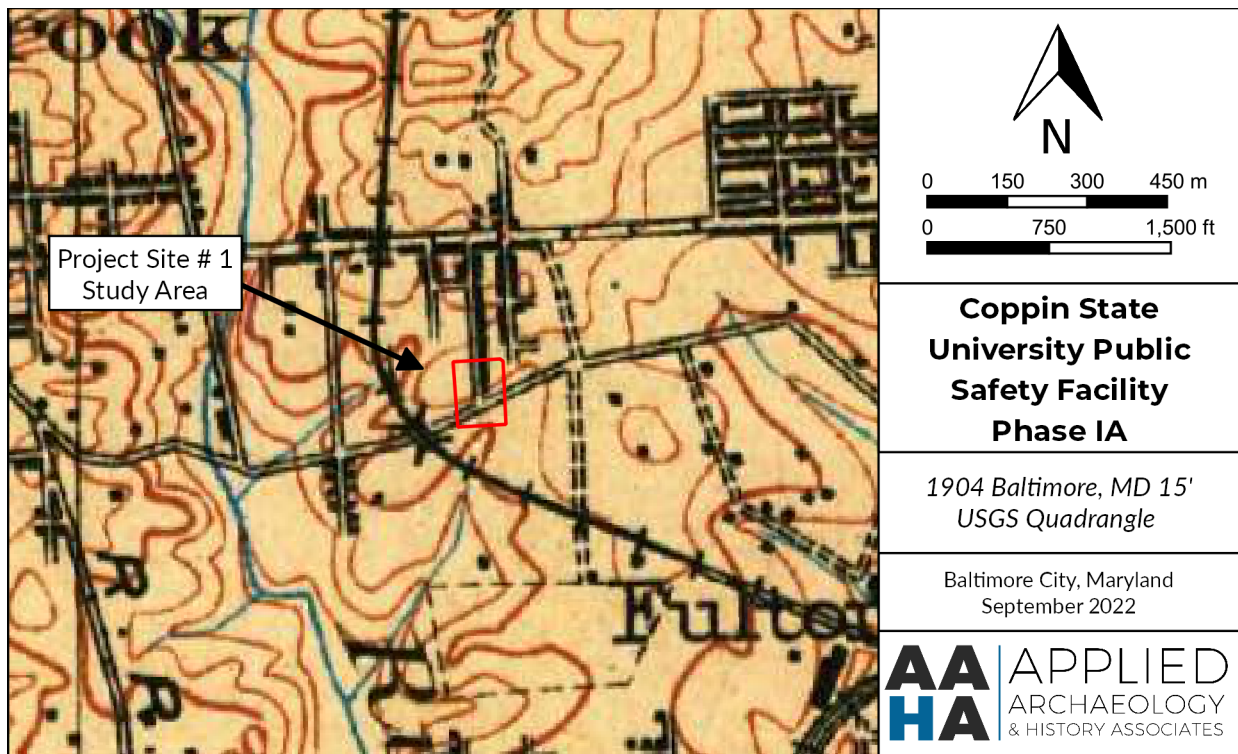 ook
Project Site # 1
Study Area
Fulton
R
R
N
0 150 300 450 m
0 750 1,500 ft
Coppin State
University Public
Safety Facility
Phase IA
1904 Baltimore, MD 15'
USGS Quadrangle
Baltimore City, Maryland
September 2022
AA
HA
APPLIED
ARCHAEOLOGY
& HISTORY ASSOCIATES